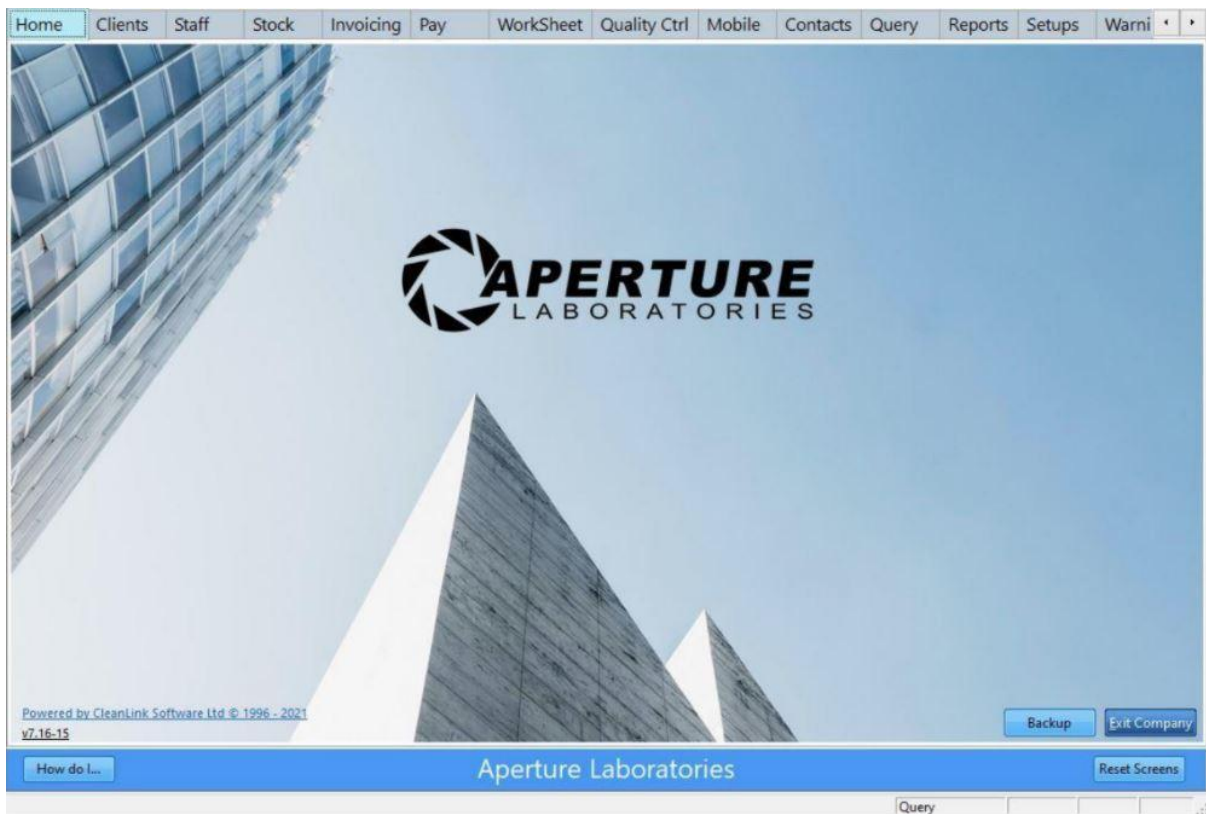 Home Clients Staff Stock Invoicing Pay WorkSheet Quality Ctrl Mobile Contacts Query Reports Setups Warni
APERTURE
LABORATORIES
Powered by CleanLink Software Ltd © 1996 - 2021
v7.16-15
Backup Exit Company
How do I... Aperture Laboratories Reset Screens
Query